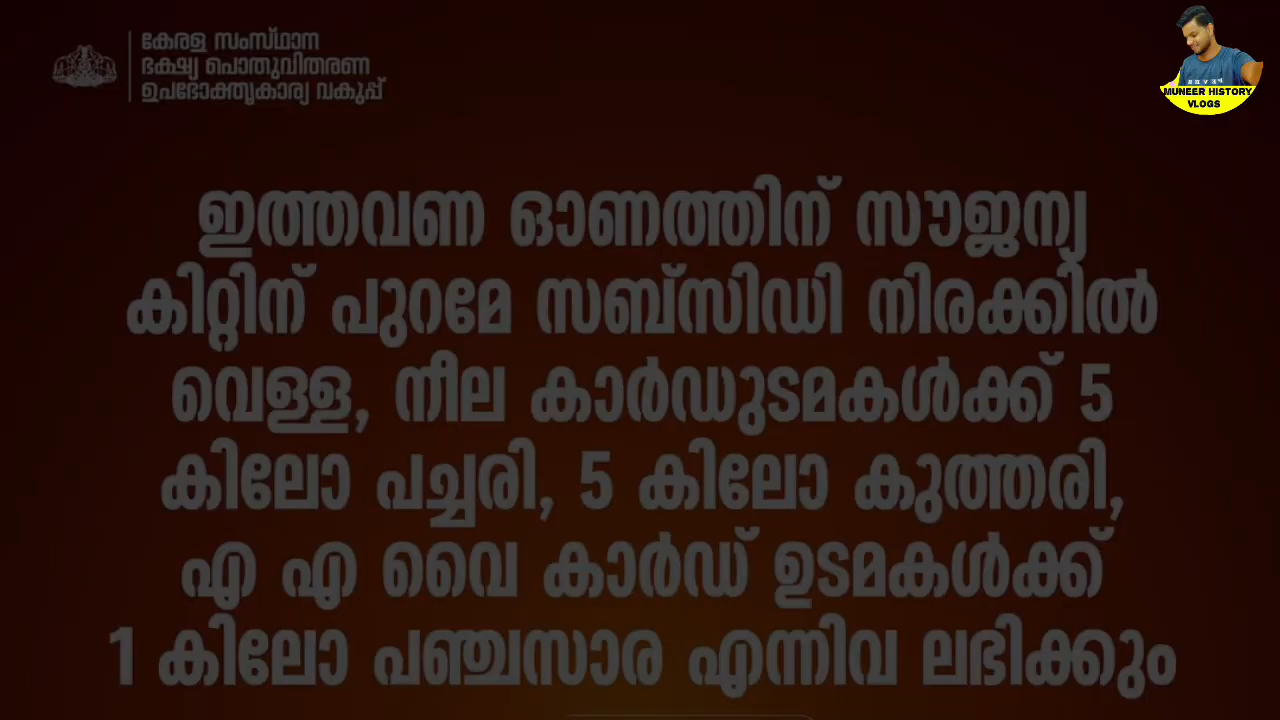 കേരള സംസ്ഥാന
ഭക്ഷ്യ പൊതുവിതരണ
ഉപഭോക്തൃകാര്യ വകുപ്പ്
MUNEER HISTORY
VLOGS
ഇത്തവണ ഓണത്തിന് സൗജന്യ
കിറ്റിന് പുറമേ സബ്സിഡി നിരക്കിൽ
വെള്ള, നീല കാർഡുടമകൾക്ക് 5
കിലോ പച്ചരി, 5 കിലോ കുത്തരി,
എ എ വൈ കാർഡ് ഉടമകൾക്ക്
1 കിലോ പഞ്ചസാര എന്നിവ ലഭിക്കും